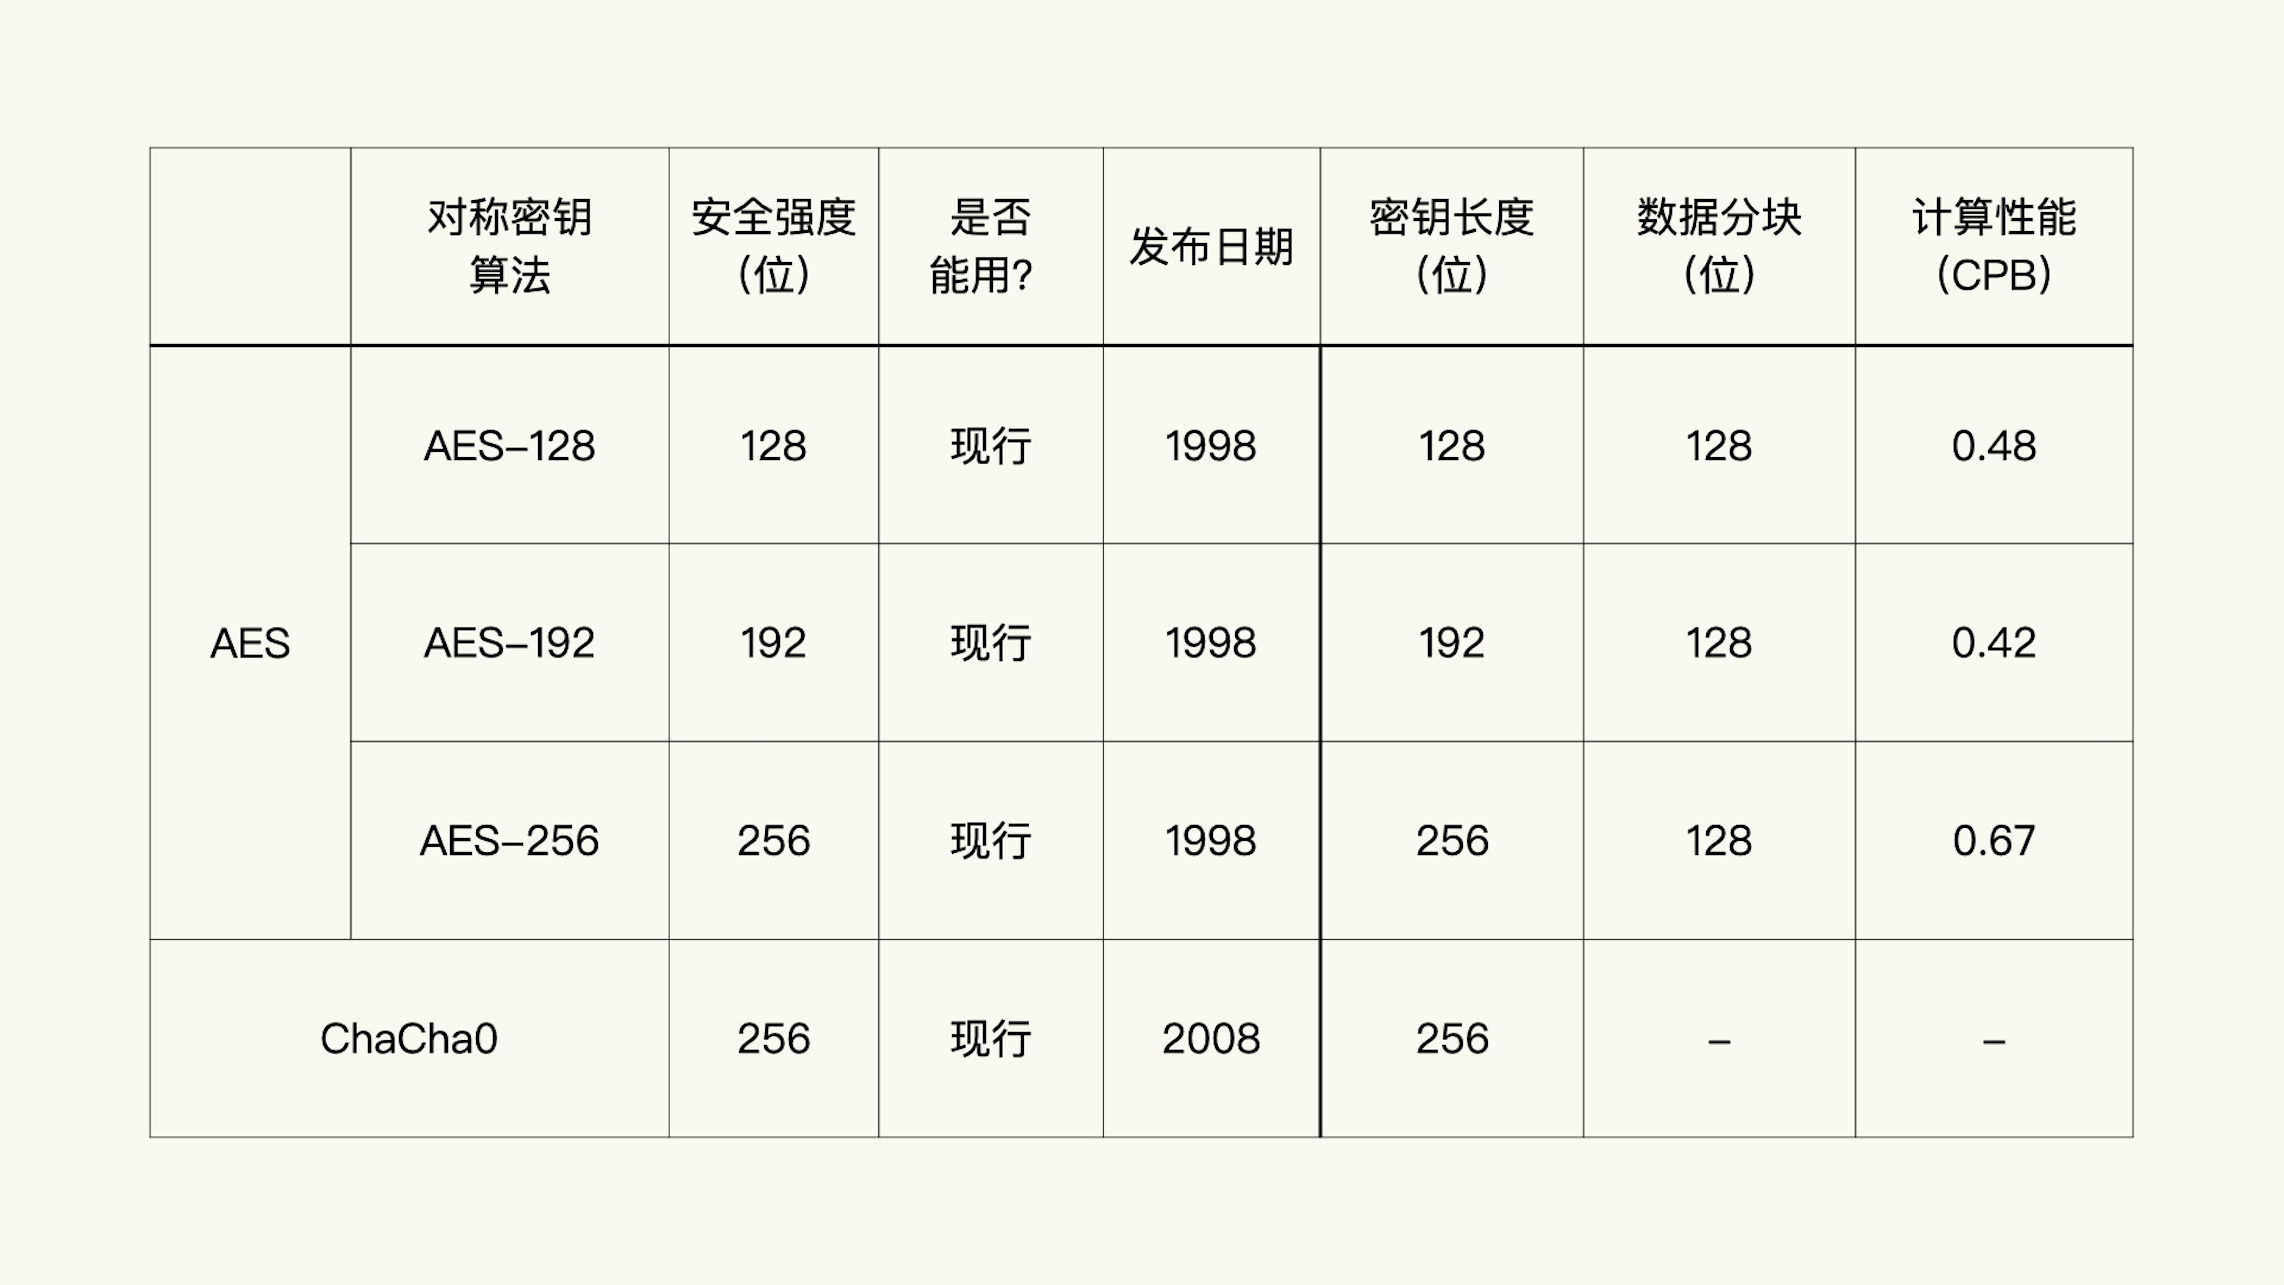 对称密钥
算法
安全强度
（位）
是否
能用？
发布日期
密钥长度
（位）
数据分块
（位）
计算性能
（CPB）
AES
AES–128
128
现行
1998
128
128
0.48
AES–192
192
现行
1998
192
128
0.42
AES–256
256
现行
1998
256
128
0.67
ChaCha0
256
现行
2008
256
–
–